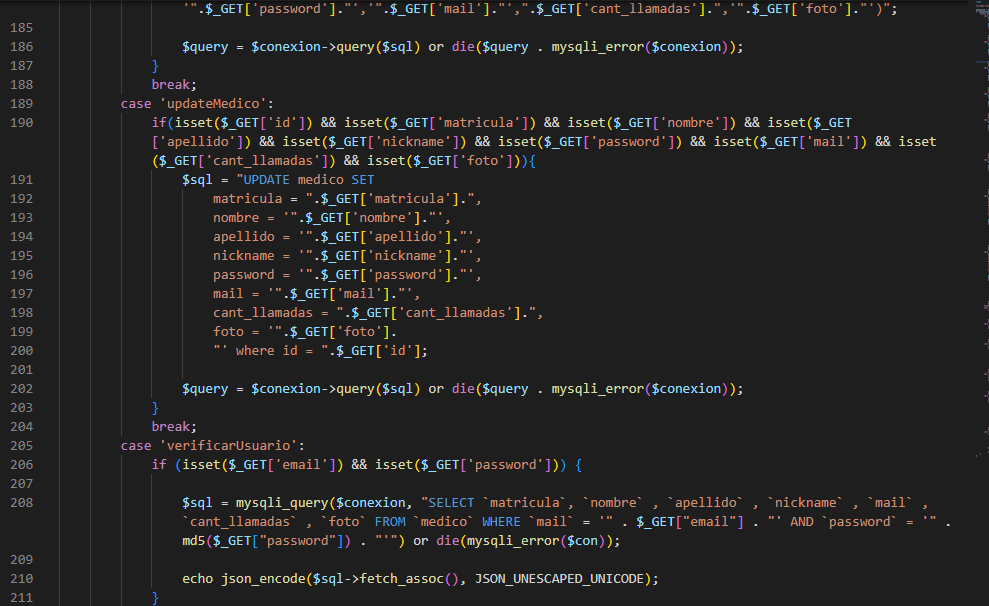 '".$_GET['password']."','".$_GET['mail']."',".$_GET['cant_llamadas'].",'".$_GET['foto']."')";
185
186 $query = $conexion->query($sql) or die($query . mysqli_error($conexion));
187 }
188 break;
189 case 'updateMedico':
190 if(isset($_GET['id']) && isset($_GET['matricula']) && isset($_GET['nombre']) && isset($_GET
['apellido']) && isset($_GET['nickname']) && isset($_GET['password']) && isset($_GET['mail']) && isset
($_GET['cant_llamadas']) && isset($_GET['foto'])){
191 $sql = "UPDATE medico SET
192 matricula = ".$_GET['matricula'].",
193 nombre = '".$_GET['nombre']."',
194 apellido = '".$_GET['apellido']."',
195 nickname = '".$_GET['nickname']."',
196 password = '".$_GET['password']."',
197 mail = '".$_GET['mail']."',
198 cant_llamadas = ".$_GET['cant_llamadas'].",
199 foto = '".$_GET['foto'].
200 "' where id = ".$_GET['id'];
201
202 $query = $conexion->query($sql) or die($query . mysqli_error($conexion));
203 }
204 break;
205 case 'verificarUsuario':
206 if (isset($_GET['email']) && isset($_GET['password'])) {
207
208 $sql = mysqli_query($conexion, "SELECT `matricula`, `nombre` , `apellido` , `nickname` , `mail` ,
`cant_llamadas` , `foto` FROM `medico` WHERE `mail` = '" . $_GET["email"] . "' AND `password` = '" .
md5($_GET["password"]) . "'") or die(mysqli_error($con));
209
210 echo json_encode($sql->fetch_assoc(), JSON_UNESCAPED_UNICODE);
211 }